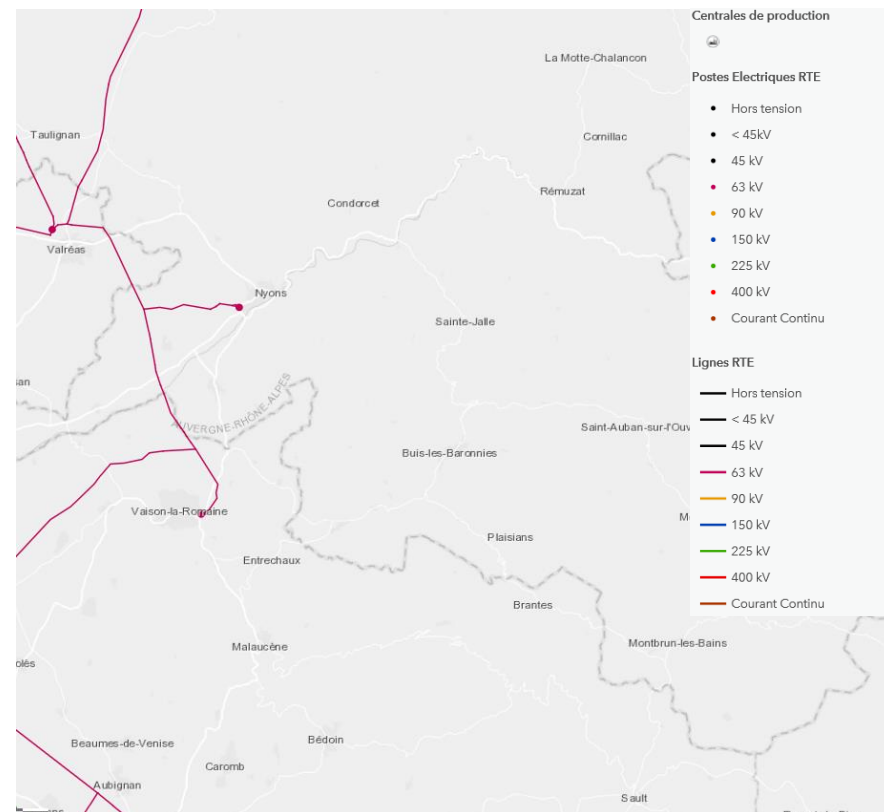 Centrales de production
Postes Electriques RTE
Hors tension
< 45kV
45 kV
63 kV
90 kV
150 kV
225 kV
400 kV
Courant Continu
Lignes RTE
Hors tension
< 45 kV
45 kV
63 kV
90 kV
150 kV
225 kV
400 kV
Courant Continu
La Motte-Chalancon
Taulignan
Cornillac
Rémuzat
Condorcet
Valréas
Nyons
Sainte-Jalle
san
AUVERGNE-RHÔNE-ALPES
Saint-Auban-sur-l'Ouv
Buis-les-Baronnies
Vaison-la-Romaine
M
Plaisians
Entrechaux
Brantes
Malaucène
Montbrun-les-Bains
olés
Beaumes-de-Venise
Bédoin
Caromb
Aubignan
Sault